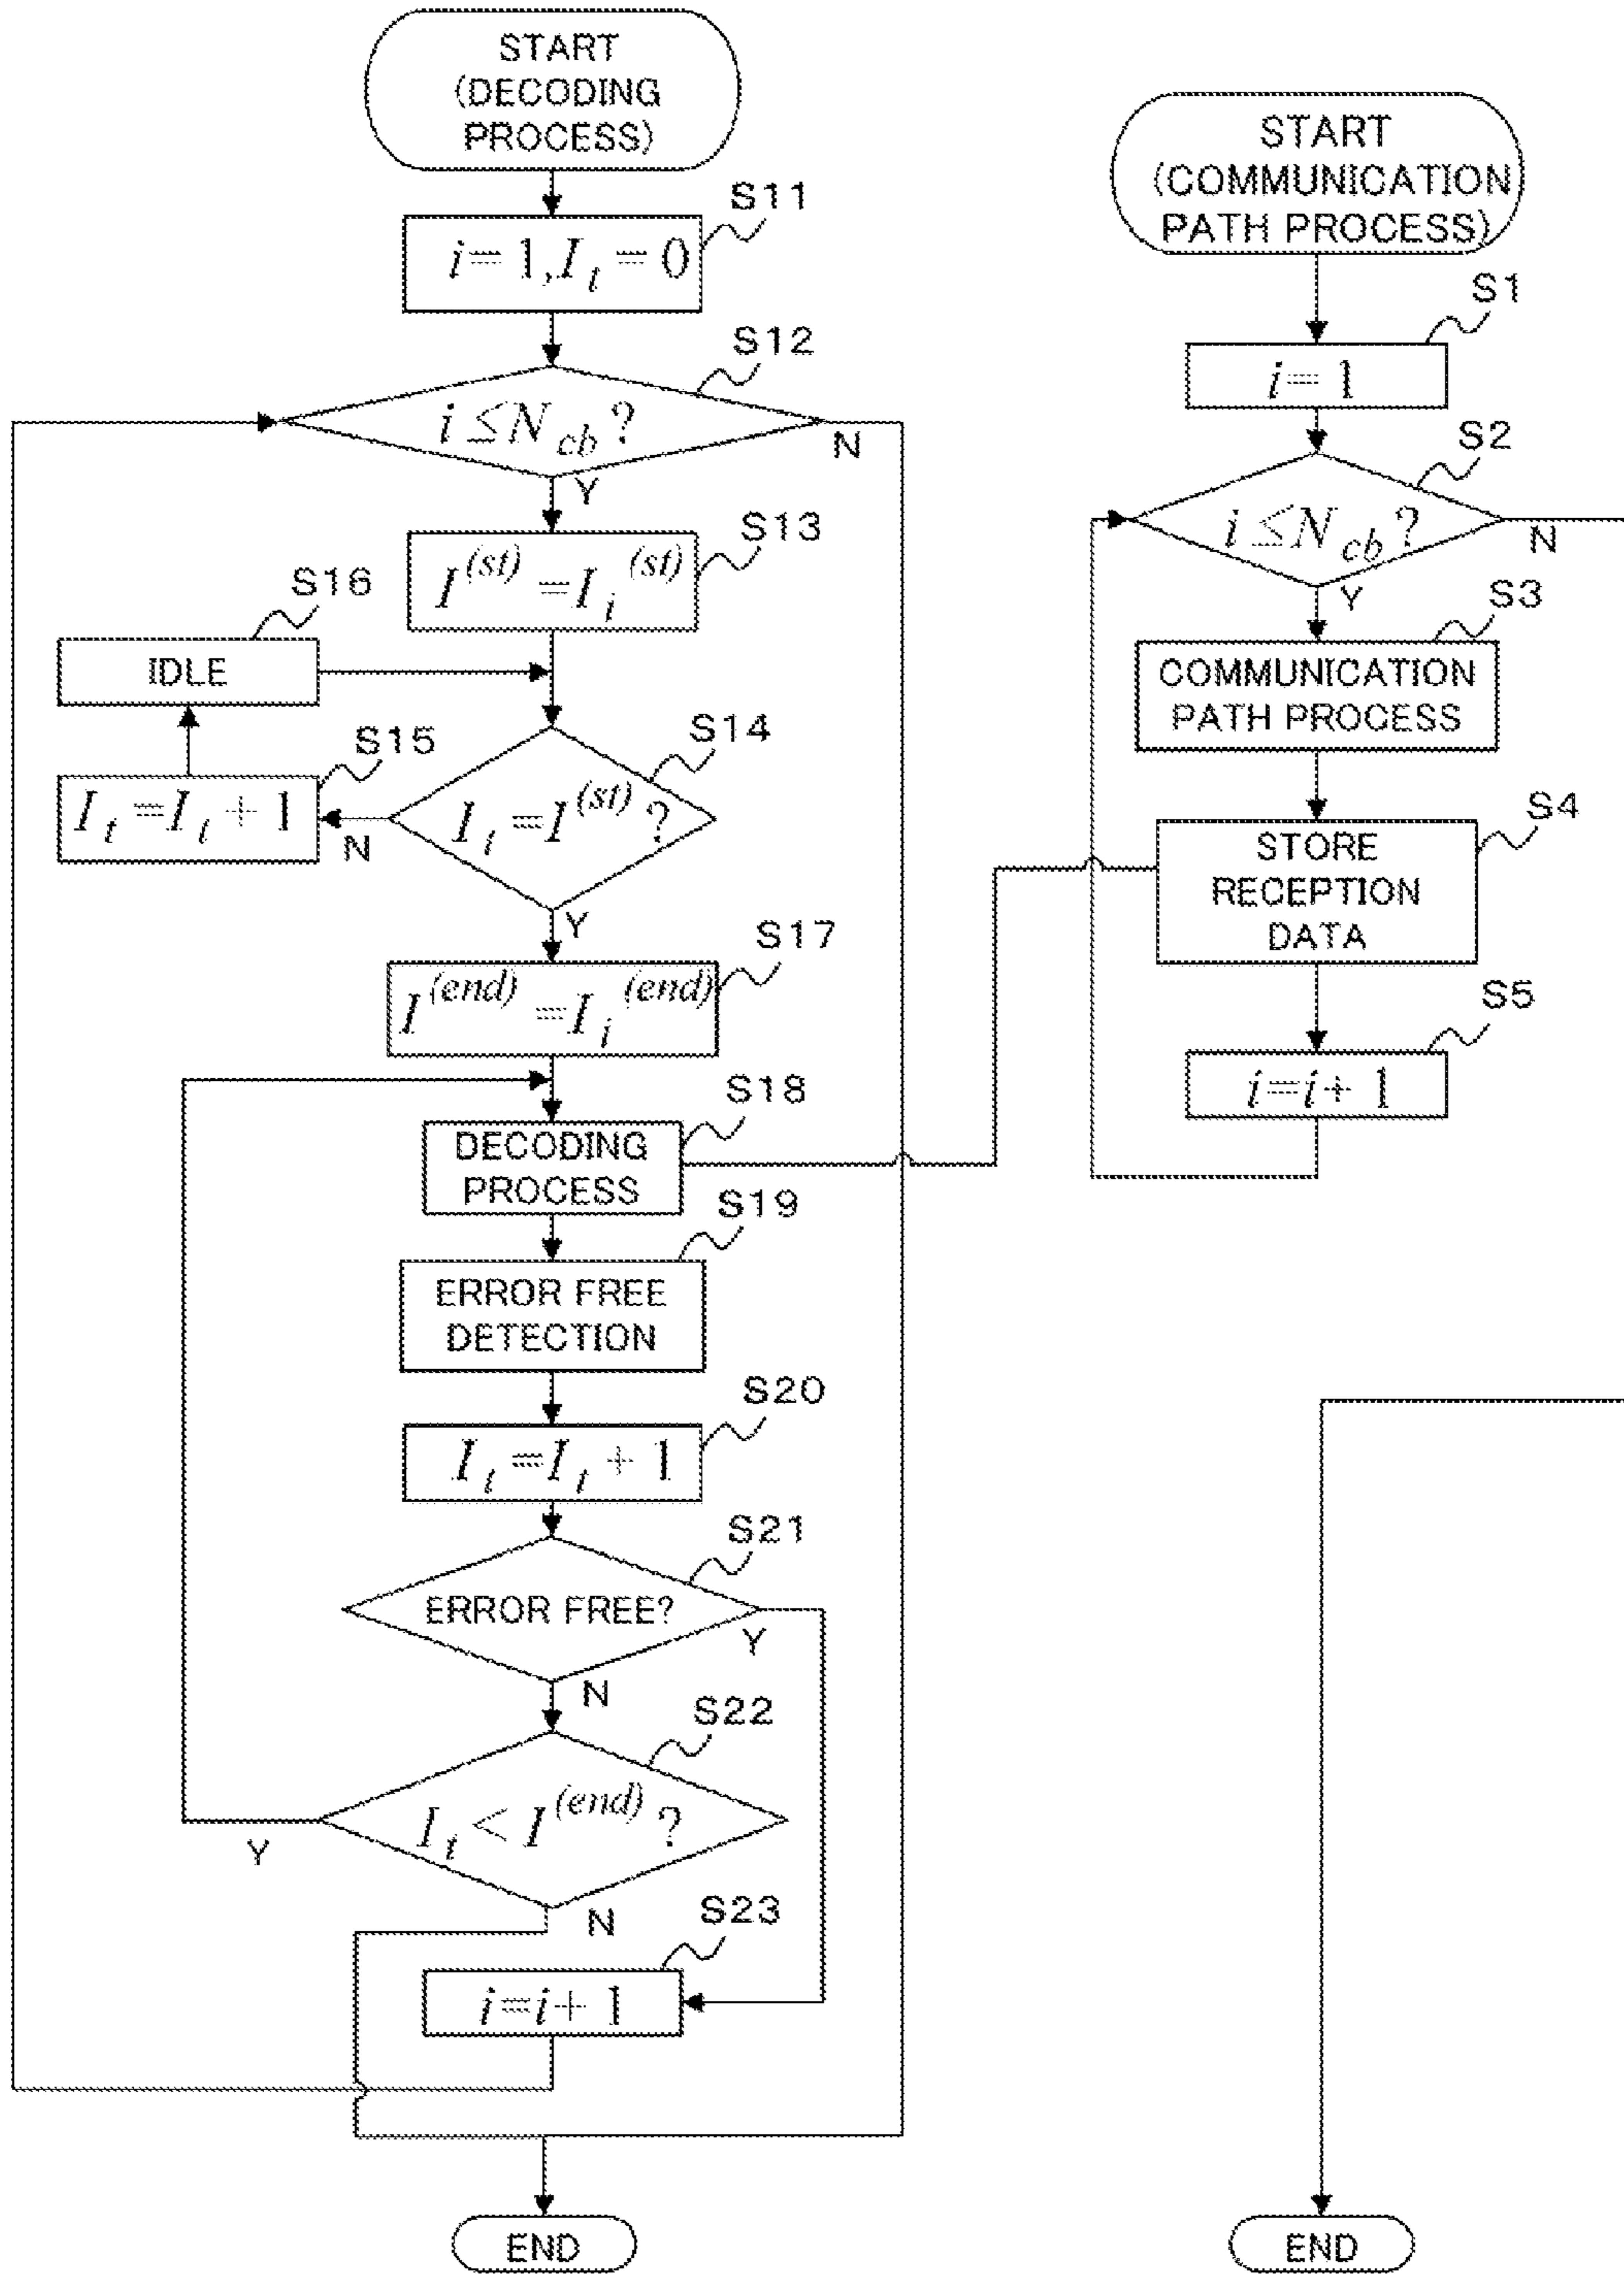 START
(DECODING
PROCESS)
S11
i=1, I_t=0
S12
i≤N_cb?
N
Y
S13
I^(st)=I_i^(st)
S16
IDLE
S15
I_t=I_t+1
S14
I_t=I^(st)?
N
Y
S17
I^(end)=I_i^(end)
S18
DECODING
PROCESS
S19
ERROR FREE
DETECTION
S20
I_t=I_t+1
S21
ERROR FREE?
Y
N
S22
I_t<I^(end)?
Y
N
S23
i=i+1
END
START
(COMMUNICATION
PATH PROCESS)
S1
i=1
S2
i≤N_cb?
N
Y
S3
COMMUNICATION
PATH PROCESS
S4
STORE
RECEPTION
DATA
S5
i=i+1
END